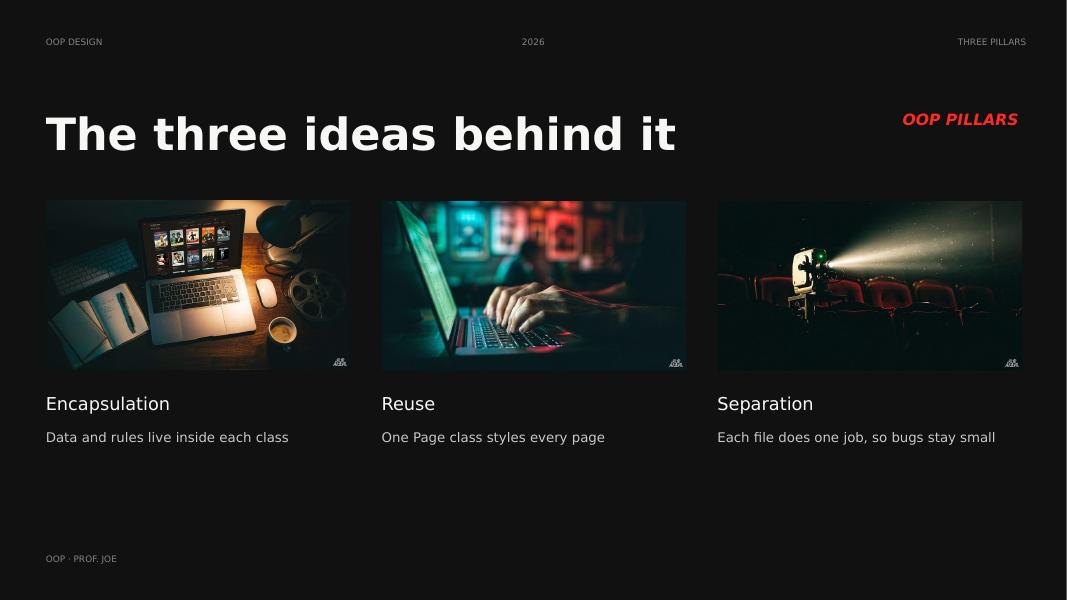 OOP DESIGN
2026
THREE PILLARS
The three ideas behind it
OOP PILLARS
Encapsulation
Reuse
Separation
Data and rules live inside each class
One Page class styles every page
Each file does one job, so bugs stay small
OOP · PROF. JOE